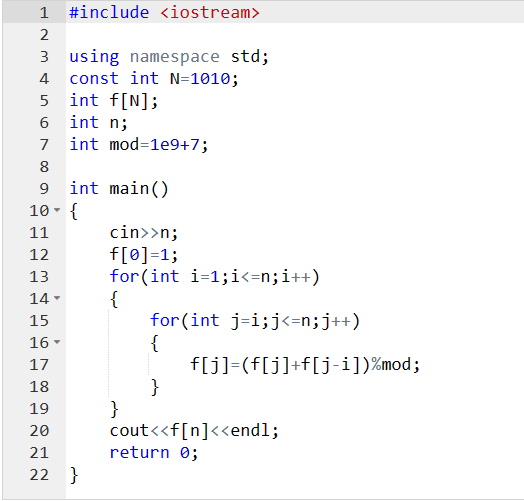 1 #include <iostream>
2
3 using namespace std;
4 const int N=1010;
5 int f[N];
6 int n;
7 int mod=1e9+7;
8
9 int main()
10 {
11     cin>>n;
12     f[0]=1;
13     for(int i=1;i<=n;i++)
14     {
15         for(int j=i;j<=n;j++)
16         {
17             f[j]=(f[j]+f[j-i])%mod;
18         }
19     }
20     cout<<f[n]<<endl;
21     return 0;
22 }